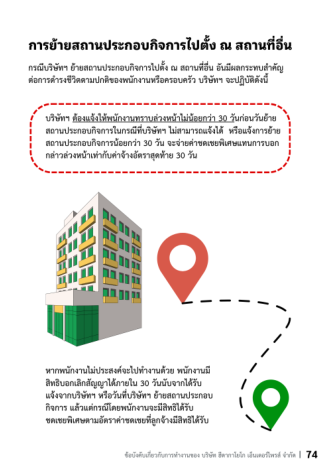 การย้ายสถานประกอบกิจการไปตั้ง ณ สถานที่อื่น
กรณีบริษัทฯ ย้ายสถานประกอบกิจการไปตั้ง ณ สถานที่อื่น อันมีผลกระทบสำคัญ
ต่อการดำรงชีวิตตามปกติของพนักงานหรือครอบครัว บริษัทฯ จะปฏิบัติดังนี้
บริษัทฯ ต้องแจ้งให้พนักงานทราบล่วงหน้าไม่น้อยกว่า 30 วันก่อนวันย้าย
สถานประกอบกิจการในกรณีที่บริษัทฯ ไม่สามารถแจ้งได้ หรือแจ้งการย้าย
สถานประกอบกิจการน้อยกว่า 30 วัน จะจ่ายค่าชดเชยพิเศษแทนการบอก
กล่าวล่วงหน้าเท่ากับค่าจ้างอัตราสุดท้าย 30 วัน
หากพนักงานไม่ประสงค์จะไปทำงานด้วย พนักงานมี
สิทธิบอกเลิกสัญญาได้ภายใน 30 วันนับจากได้รับ
แจ้งจากบริษัทฯ หรือวันที่บริษัทฯ ย้ายสถานประกอบ
กิจการ แล้วแต่กรณีโดยพนักงานจะมีสิทธิได้รับ
ชดเชยพิเศษตามอัตราค่าชดเชยที่ลูกจ้างมีสิทธิได้รับ
ข้อบังคับเกี่ยวกับการทำงานของ บริษัท สีดากาโลโก เอ็นเตอร์ไพรส์ จำกัด | 74